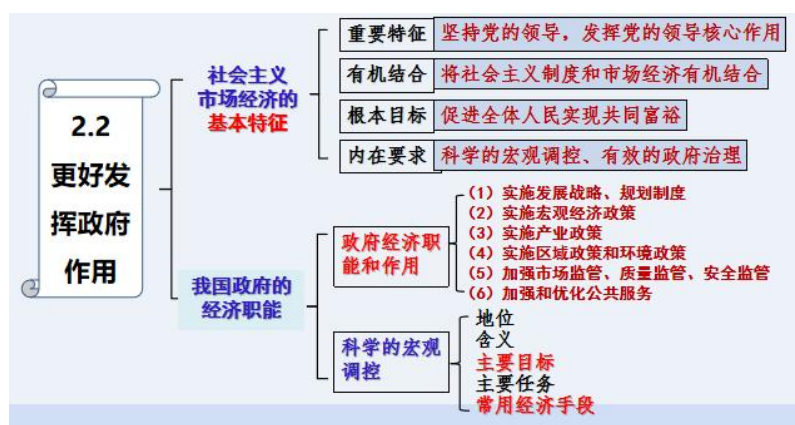 2.2
更好发
挥政府
作用
社会主义
市场经济的
基本特征
重要特征 坚持党的领导，发挥党的领导核心作用
有机结合 将社会主义制度和市场经济有机结合
根本目标 促进全体人民实现共同富裕
内在要求 科学的宏观调控、有效的政府治理
我国政府的
经济职能
政府经济职
能和作用
（1）实施发展战略、规划制度
（2）实施宏观经济政策
（3）实施产业政策
（4）实施区域政策和环境政策
（5）加强市场监管、质量监管、安全监管
（6）加强和优化公共服务
科学的宏观
调控
地位
含义
主要目标
主要任务
常用经济手段